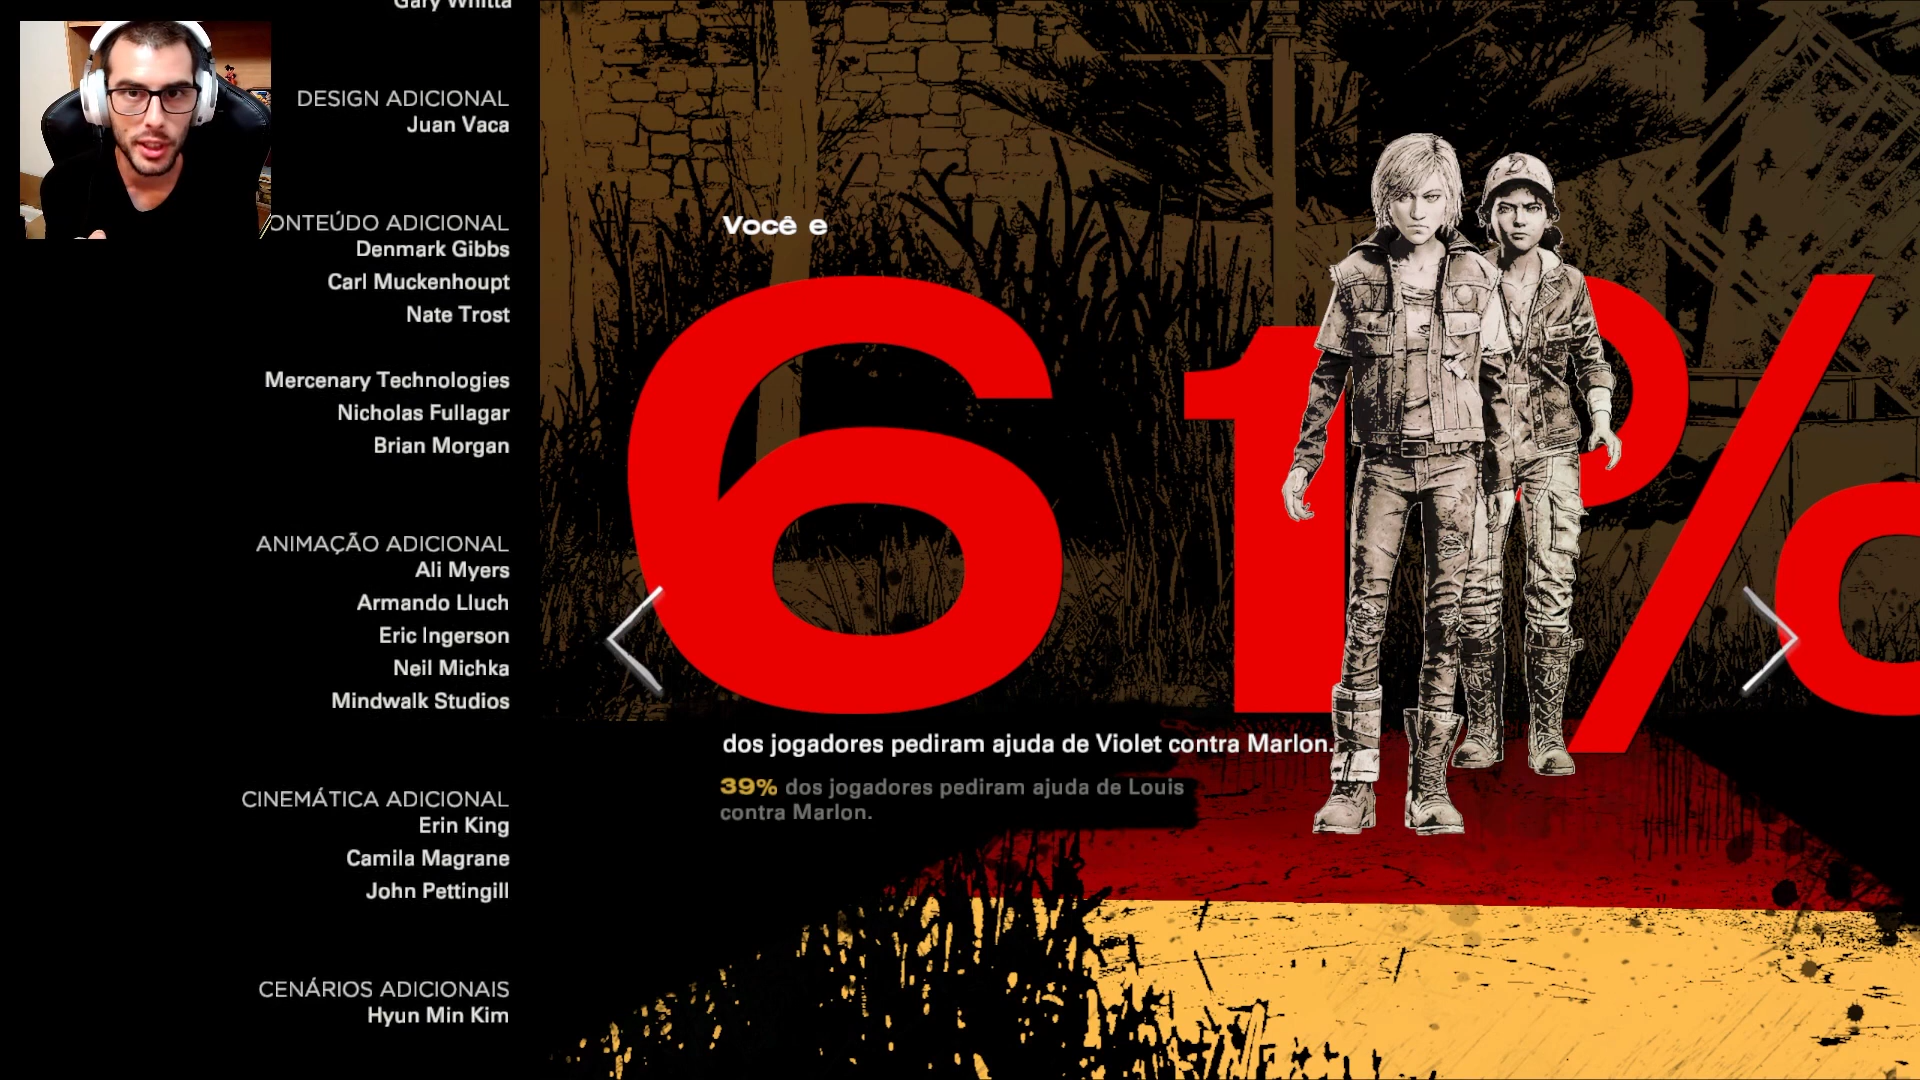 Gary Whitta
DESIGN ADICIONAL
Juan Vaca
ONTEÚDO ADICIONAL
Denmark Gibbs
Carl Muckenhoupt
Nate Trost
Mercenary Technologies
Nicholas Fullagar
Brian Morgan
ANIMAÇÃO ADICIONAL
Ali Myers
Armando Lluch
Eric Ingerson
Neil Michka
Mindwalk Studios
CINEMÁTICA ADICIONAL
Erin King
Camila Magrane
John Pettingill
CENÁRIOS ADICIONAIS
Hyun Min Kim
Você e
61%
dos jogadores pediram ajuda de Violet contra Marlon.
39% dos jogadores pediram ajuda de Louis
contra Marlon.